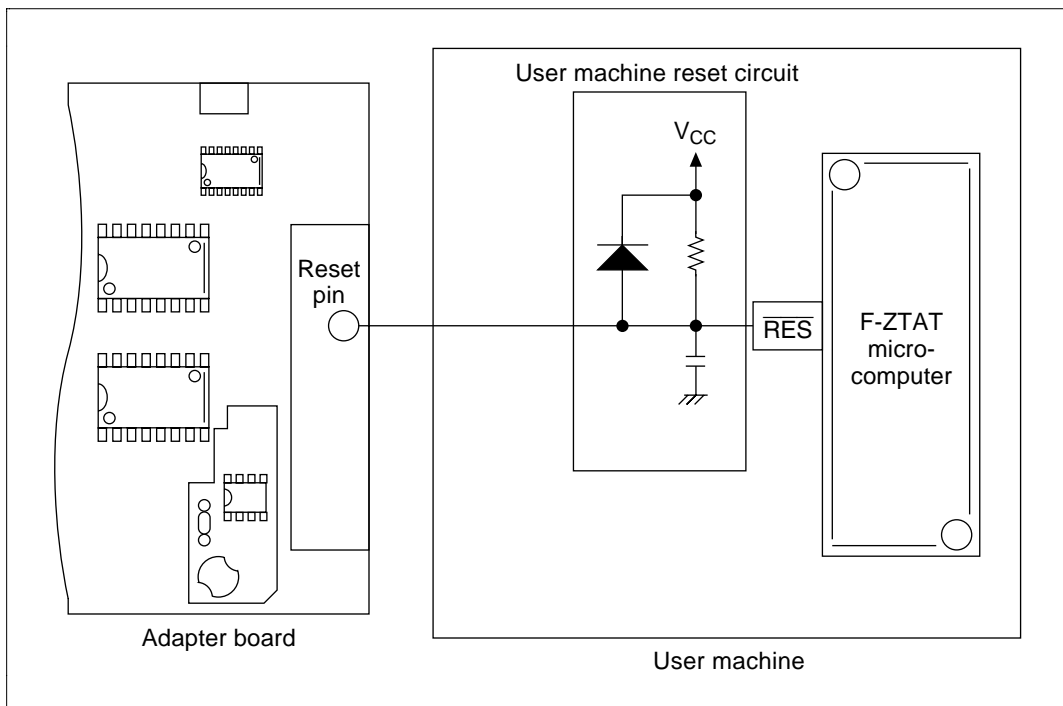 User machine reset circuit
VCC
Reset
pin
RES
F-ZTAT
micro-
computer
Adapter board
User machine